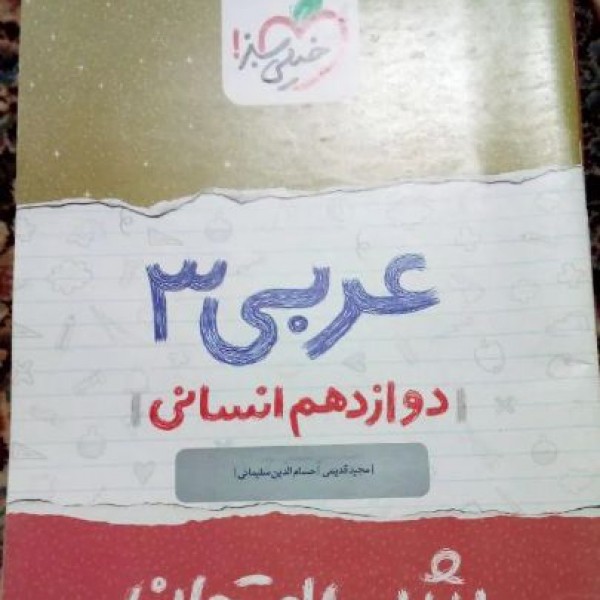 خیلی سبز!
عربی ۳
دوازدهم انسانی
| مجید قدیمی | حسام الدین سلیمانی |